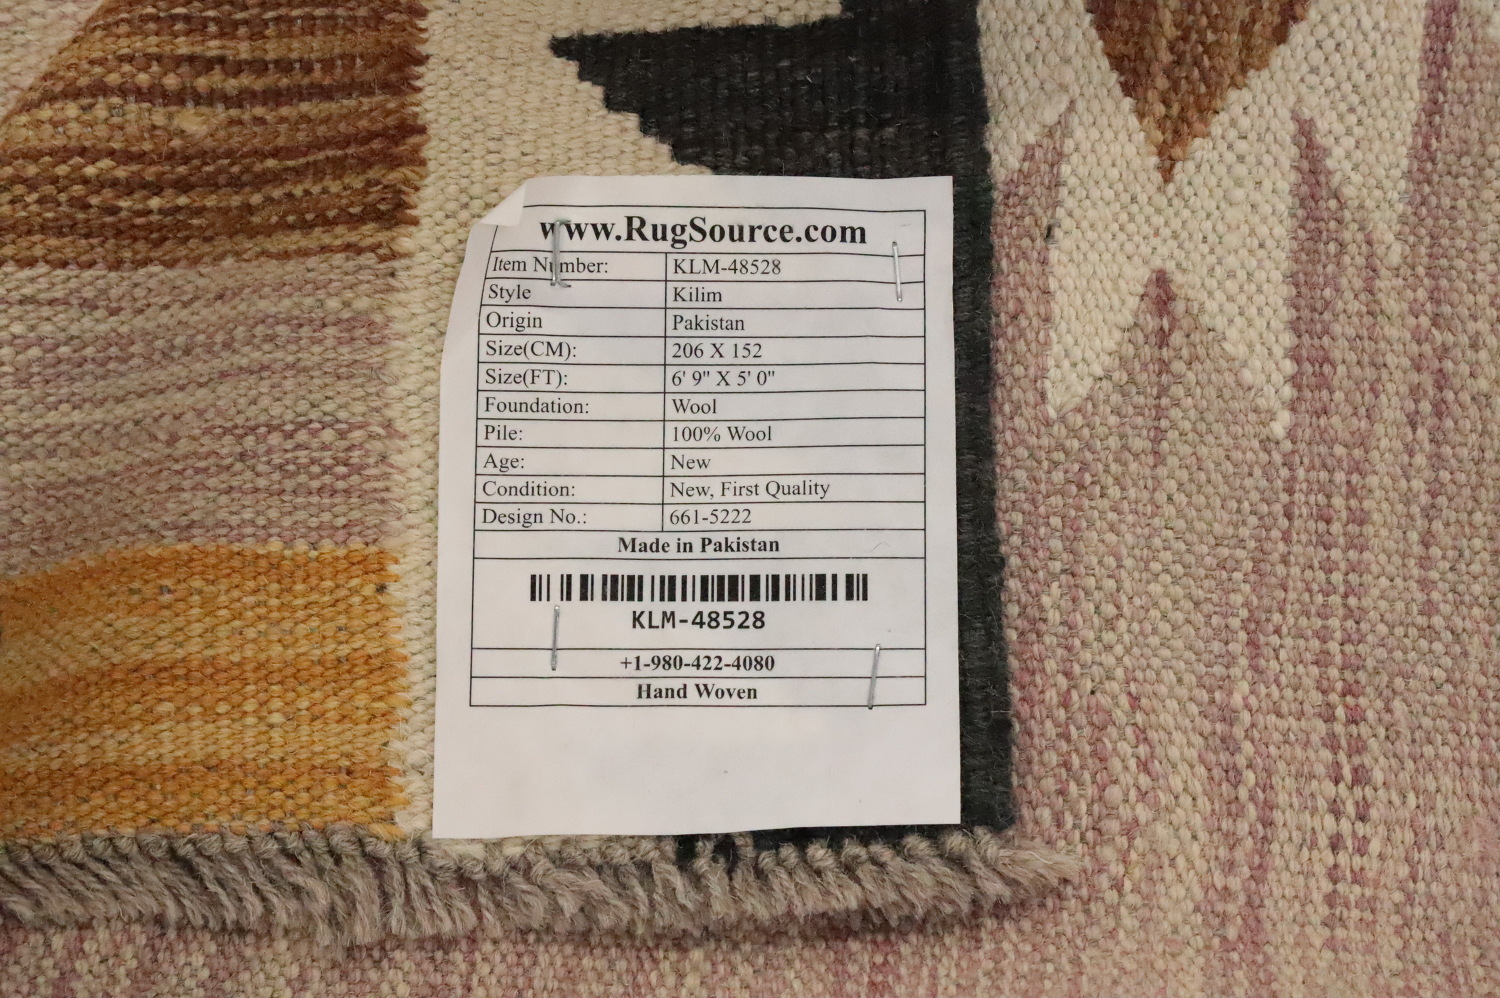 www.RugSource.com
Item Number: KLM-48528
Style Kilim
Origin Pakistan
Size(CM): 206 X 152
Size(FT): 6' 9" X 5' 0"
Foundation: Wool
Pile: 100% Wool
Age: New
Condition: New, First Quality
Design No.: 661-5222
Made in Pakistan
KLM-48528
+1-980-422-4080
Hand Woven